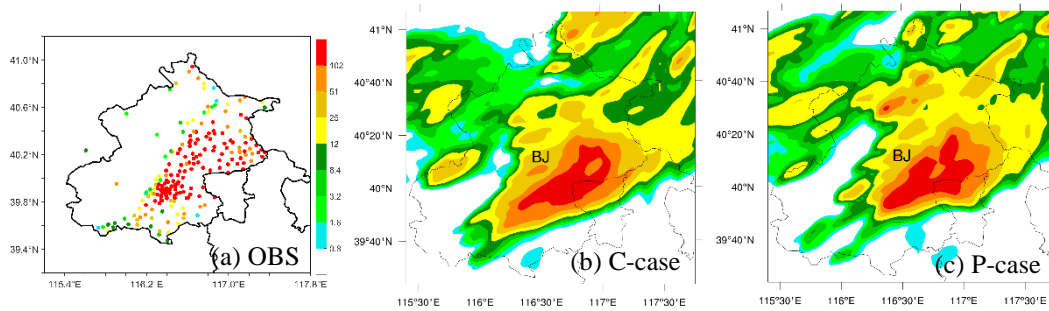 41.0°N
40.6°N
40.2°N
39.8°N
39.4°N
115.4°E
116.2°E
117.0°E
117.8°E
102
51
26
12
8.4
3.2
1.6
0.8
(a) OBS
41°N
40°40'N
40°20'N
40°N
39°40'N
115°30'E
116°E
116°30'E
117°E
117°30'E
BJ
(b) C-case
41°N
40°40'N
40°20'N
40°N
39°40'N
115°30'E
116°E
116°30'E
117°E
117°30'E
BJ
(c) P-case